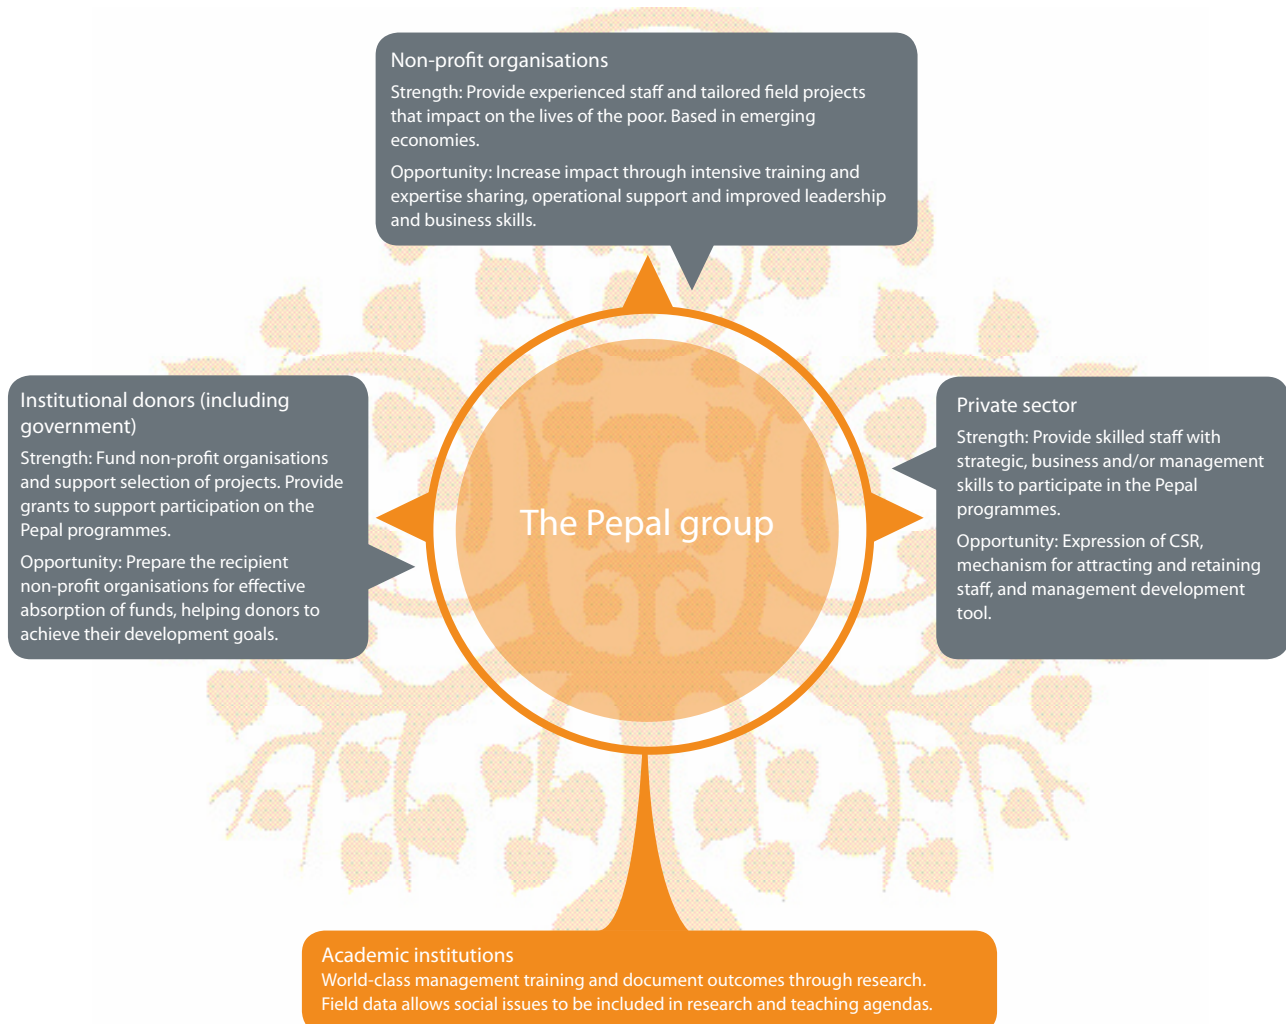 Non-profit organisations
Strength: Provide experienced staff and tailored field projects
that impact on the lives of the poor. Based in emerging
economies.
Opportunity: Increase impact through intensive training and
expertise sharing, operational support and improved leadership
and business skills.
Institutional donors (including
government)
Strength: Fund non-profit organisations
and support selection of projects. Provide
grants to support participation on the
Pepal programmes.
Opportunity: Prepare the recipient
non-profit organisations for effective
absorption of funds, helping donors to
achieve their development goals.
The Pepal group
Private sector
Strength: Provide skilled staff with
strategic, business and/or management
skills to participate in the Pepal
programmes.
Opportunity: Expression of CSR,
mechanism for attracting and retaining
staff, and management development
tool.
Academic institutions
World-class management training and document outcomes through research.
Field data allows social issues to be included in research and teaching agendas.